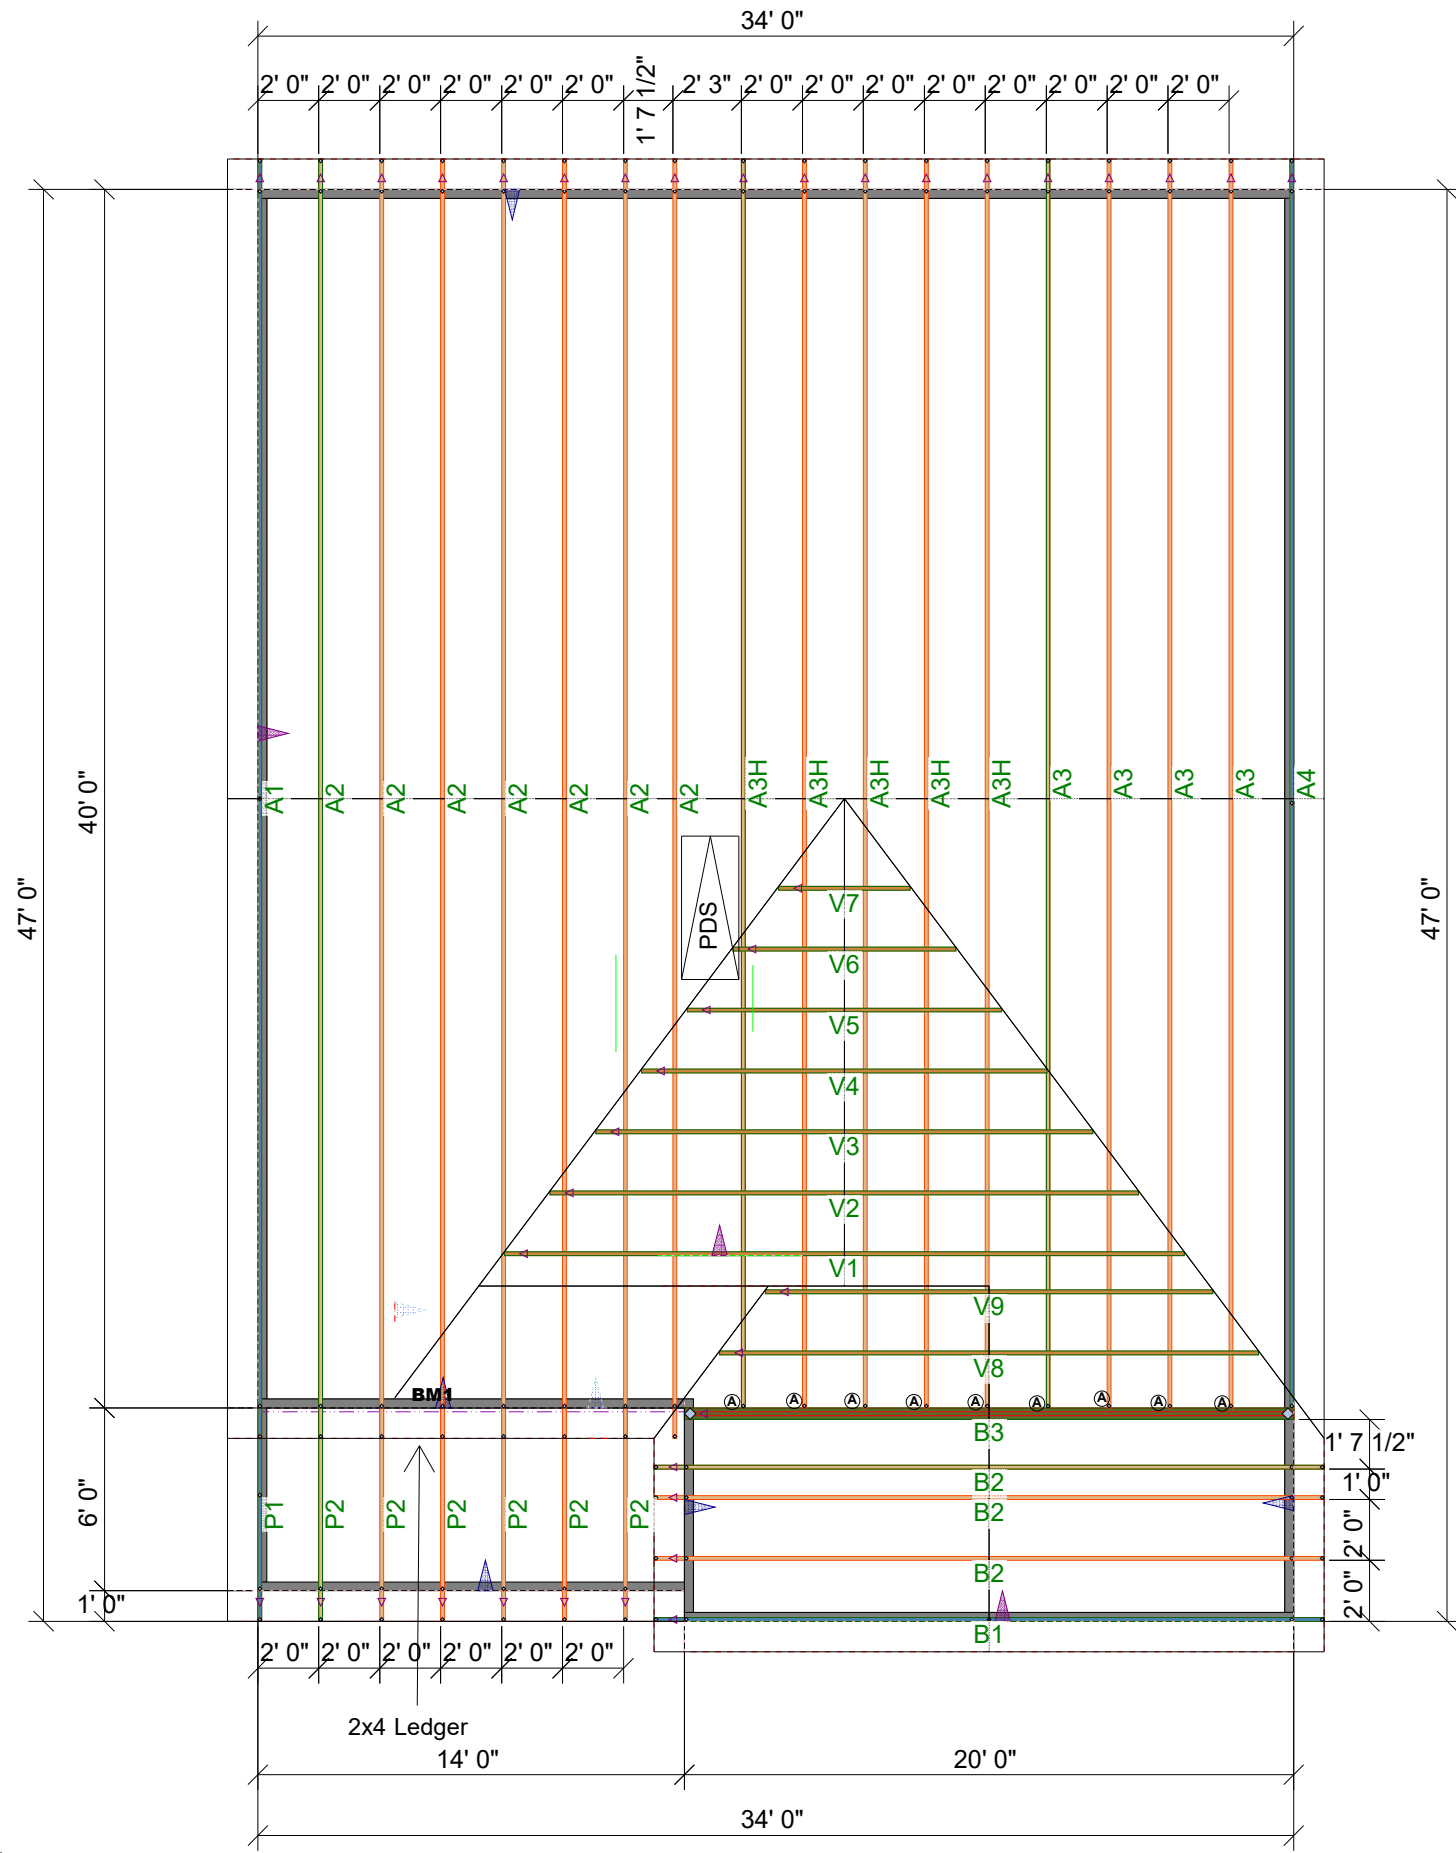 34' 0"
2' 0" 2' 0" 2' 0" 2' 0" 2' 0" 2' 0" 1' 7 1/2" 2' 3" 2' 0" 2' 0" 2' 0" 2' 0" 2' 0" 2' 0" 2' 0" 2' 0"
A1 A2 A2 A2 A2 A2 A2 A2 A3H A3H A3H A3H A3H A3 A3 A3 A3 A4
40' 0"
47' 0"
47' 0"
PDS
V7
V6
V5
V4
V3
V2
V1
V9
V8
BM1
A A A A A A A A A
B3
1' 7 1/2"
B2
1' 0"
B2
6' 0"
P1 P2 P2 P2 P2 P2 P2
2' 0"
B2
1' 0"
2' 0"
B1
2' 0" 2' 0" 2' 0" 2' 0" 2' 0" 2' 0"
2x4 Ledger
14' 0" 20' 0"
34' 0"